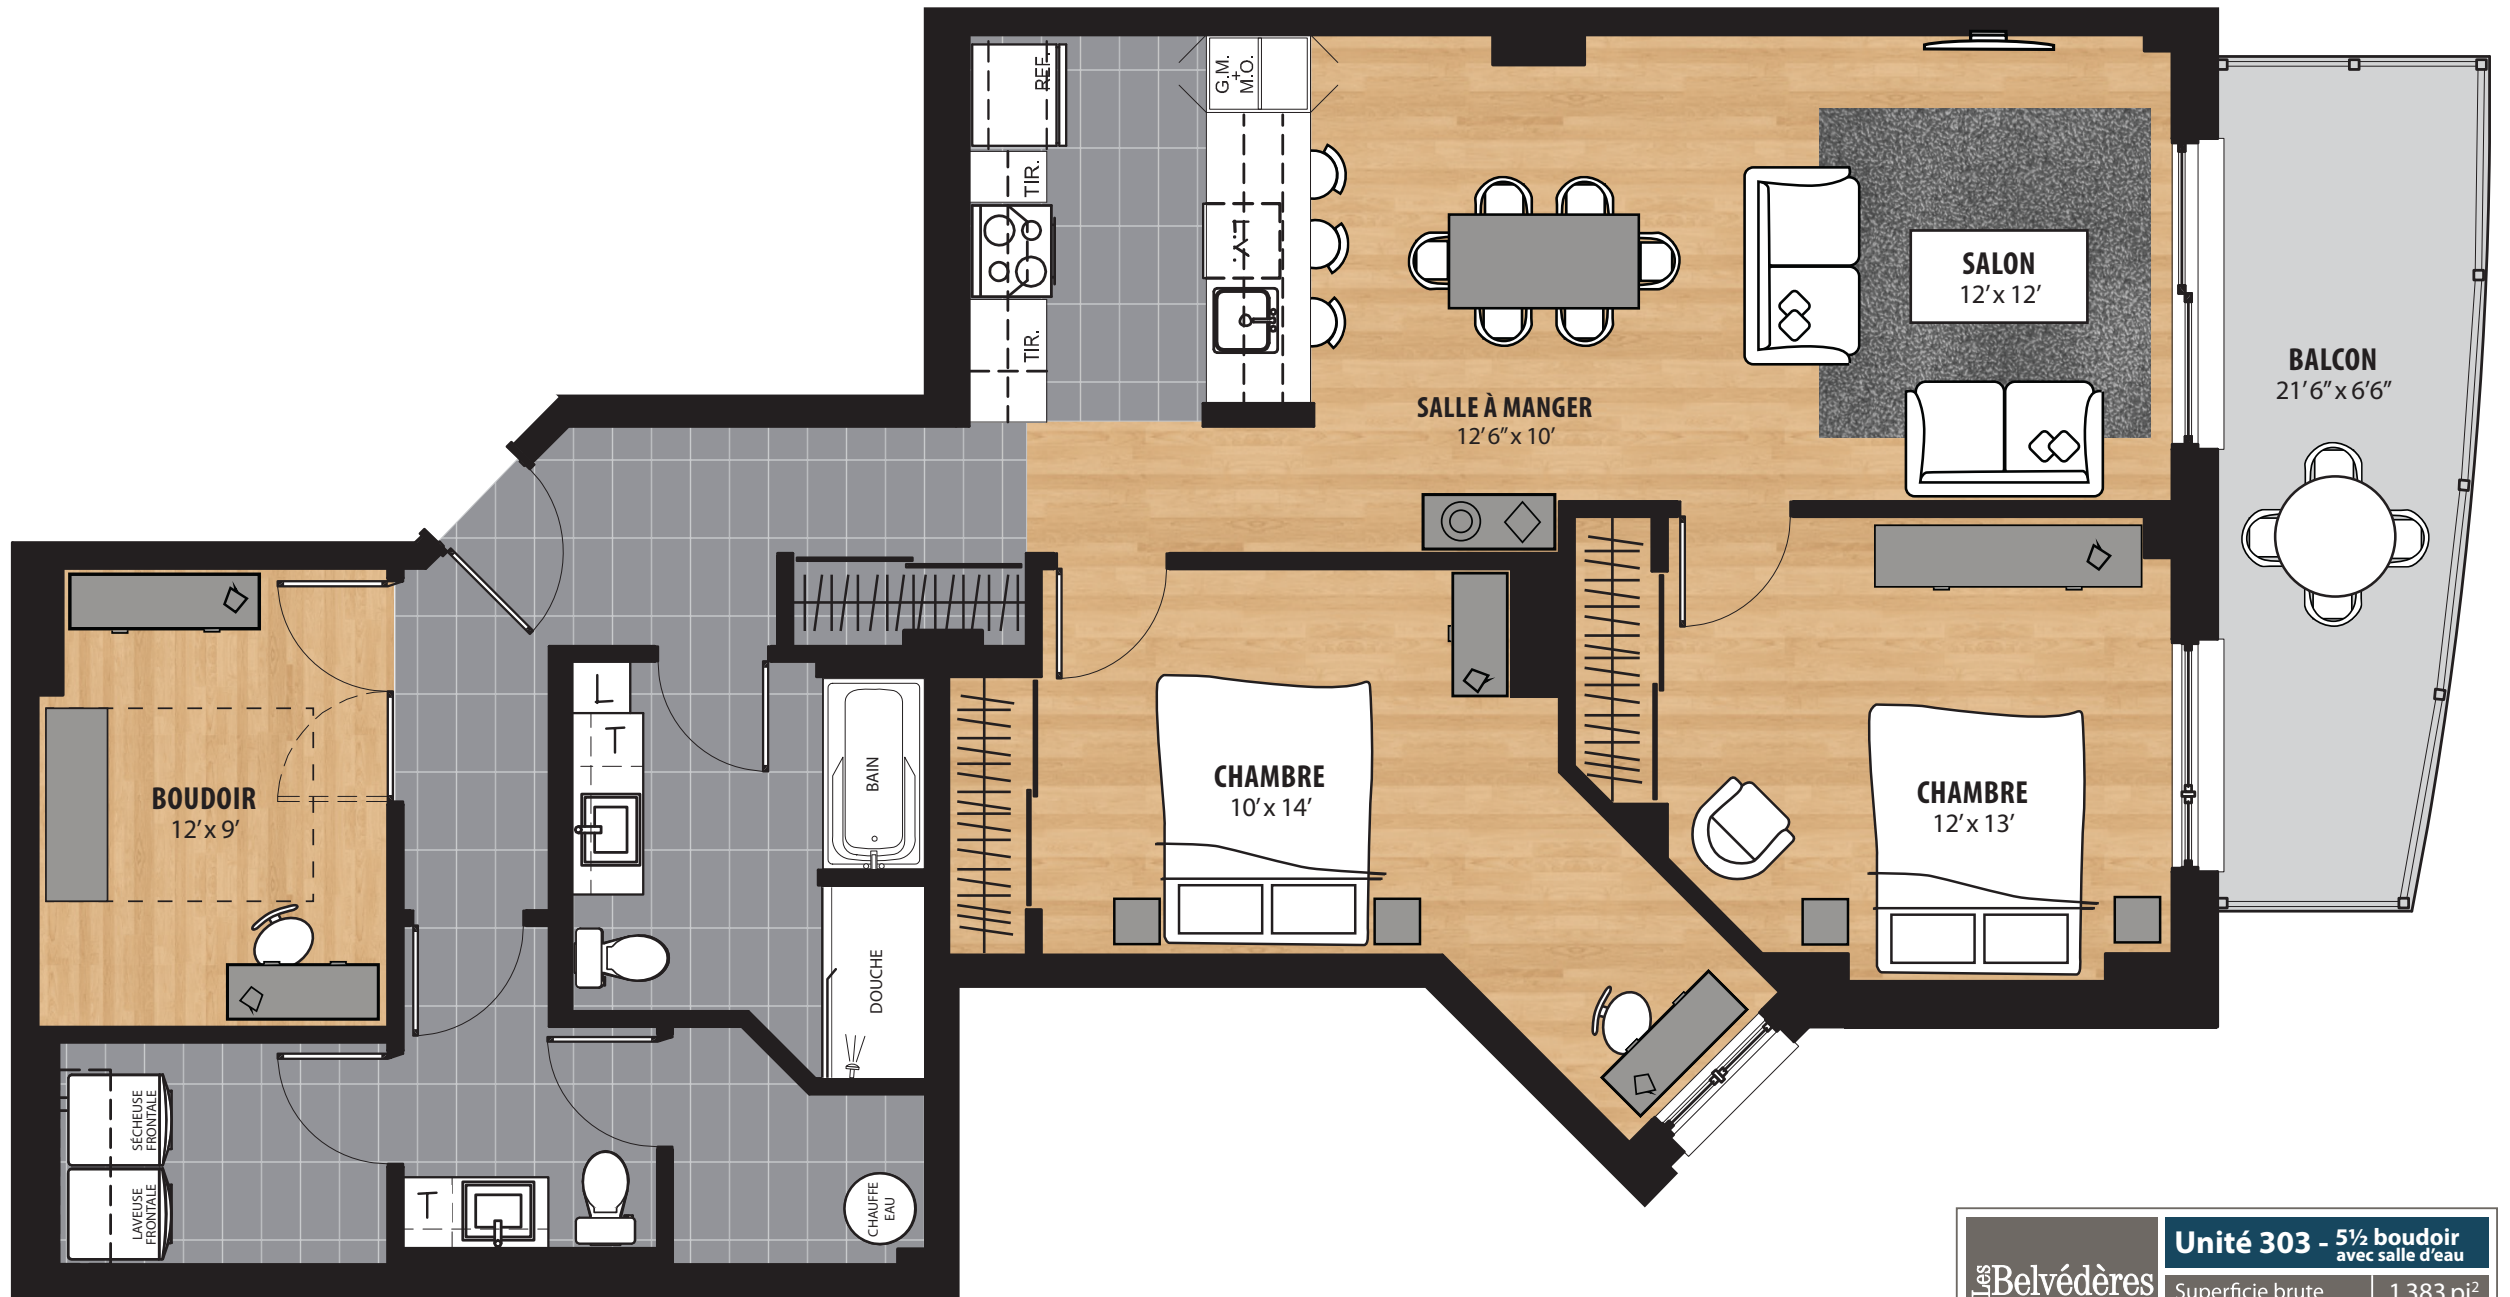 REF.
G.M.
+
M.O.
TIR.
TIR.
LAV.
SALON
12' x 12'
BALCON
21' 6" x 6'6"
SALLE À MANGER
12' 6" x 10'
L
T
BAIN
BOUDOIR
12' x 9'
CHAMBRE
10' x 14'
CHAMBRE
12' x 13'
DOUCHE
SÉCHEUSE
FRONTALE
LAVEUSE
FRONTALE
T
CHAUFFE
EAU
Les Belvédères
Unité 303 - 5½ boudoir
avec salle d'eau
Superficie brute 1 383 pi²